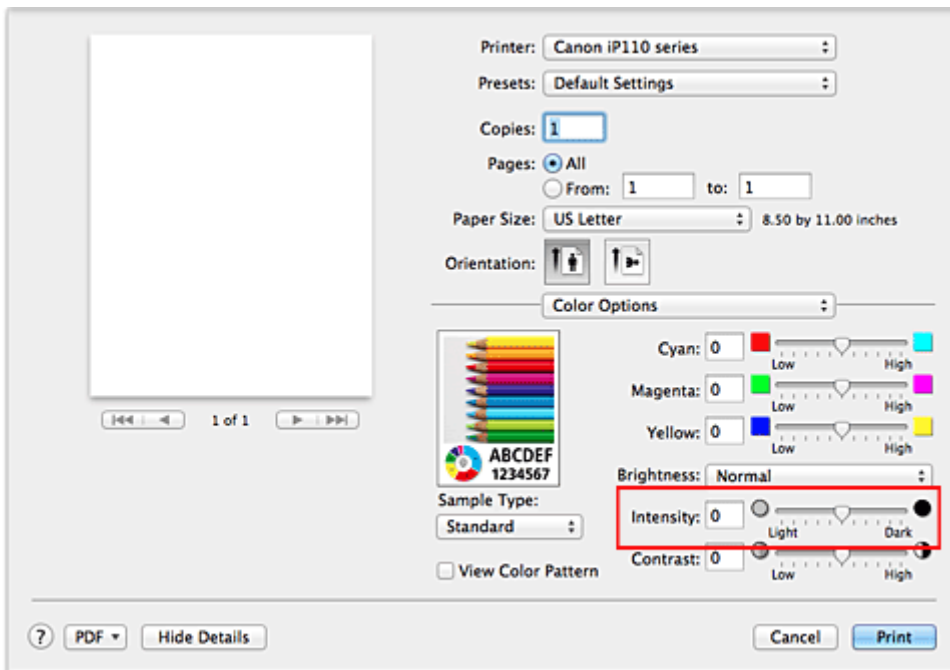 Printer: Canon iP110 series
Presets: Default Settings
Copies: 1
Pages: All
From: 1 to: 1
Paper Size: US Letter 8.50 by 11.00 inches
Orientation:
Color Options
Cyan: 0
Low High
Magenta: 0
Low High
Yellow: 0
Low High
Brightness: Normal
Intensity: 0
Light Dark
Contrast: 0
Low High
ABCDEF
1234567
Sample Type:
Standard
View Color Pattern
1 of 1
? PDF Hide Details Cancel Print